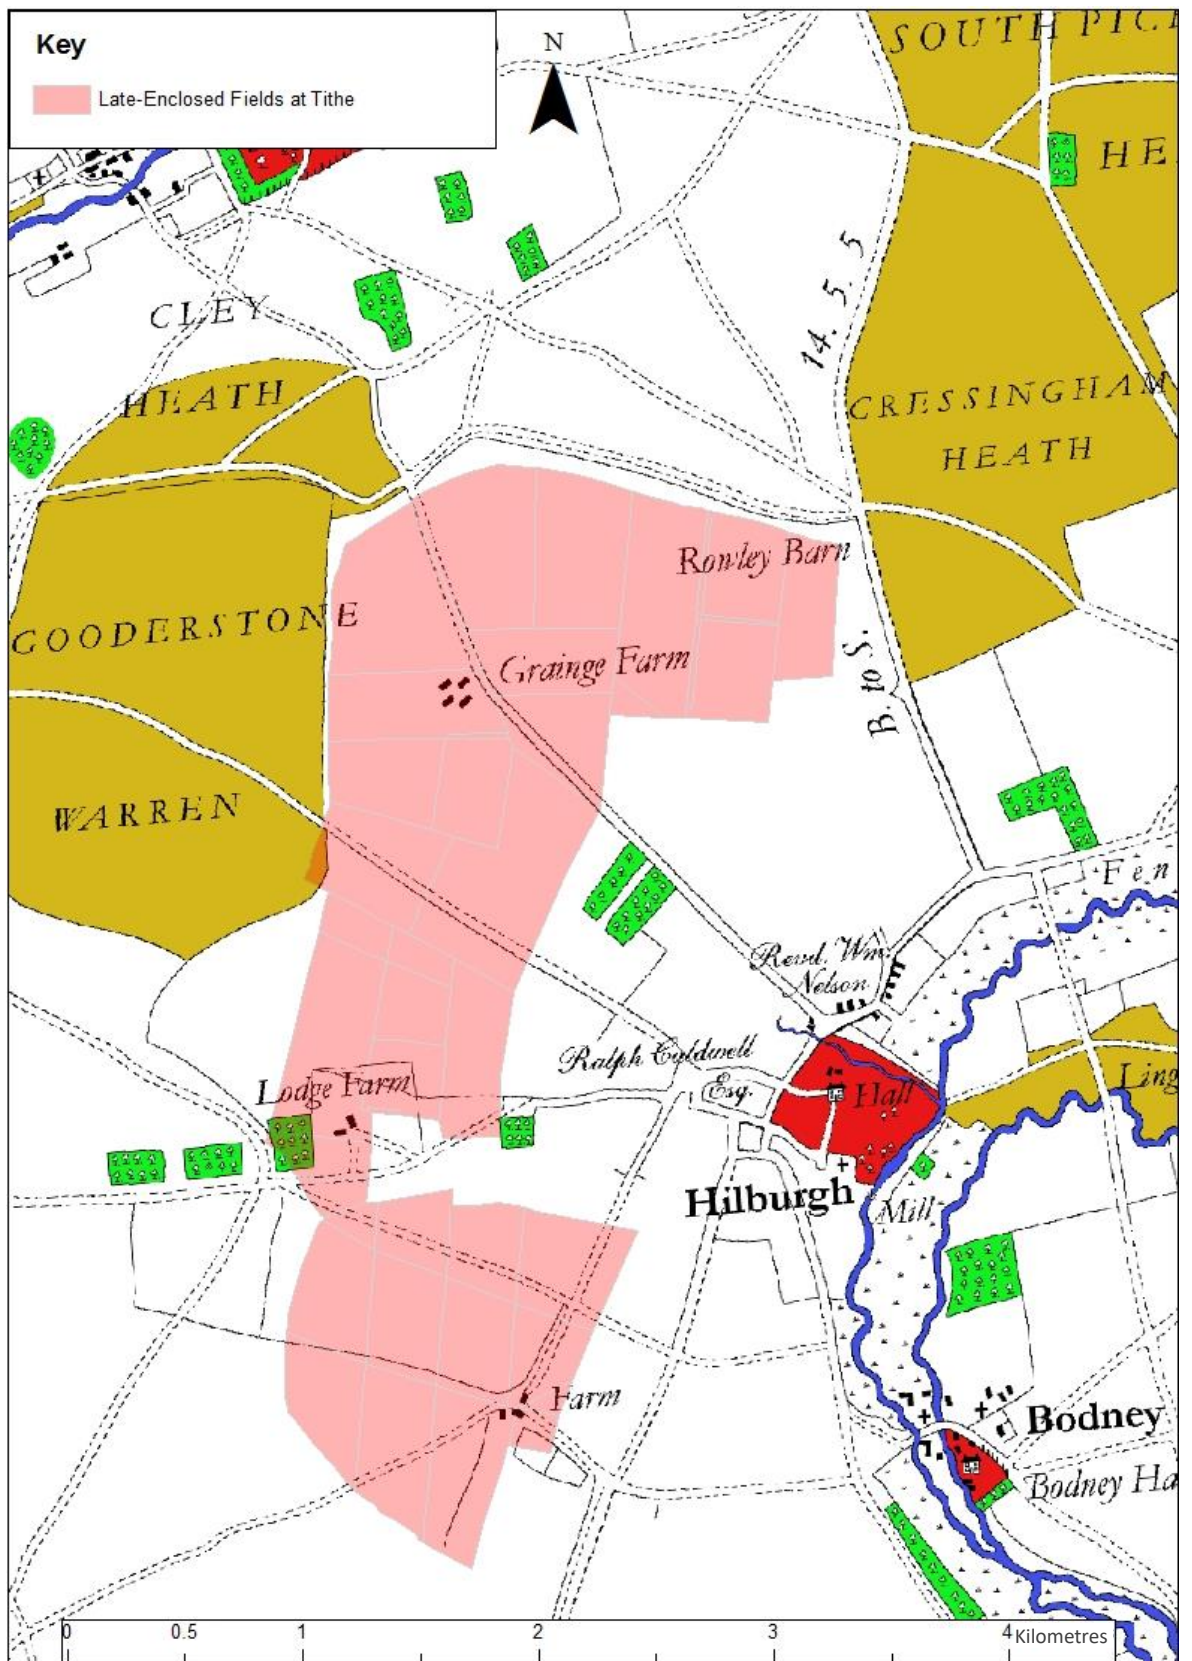 Key
Late-Enclosed Fields at Tithe
N
SOUTH
HE
14. 5. 5
CLEY
HEATH
CRESSINGHAM
HEATH
Rowley Barn
GOODERSTONE
Grainge Farm
B. to S.
WARREN
Fen
Revd. Wm.
Nelson
Ralph Caldwell
Esq.
Lodge Farm
Hall
Ling
Hilburgh
Mill
Farm
Bodney
Bodney Ha
0 0.5 1 2 3 4 Kilometres